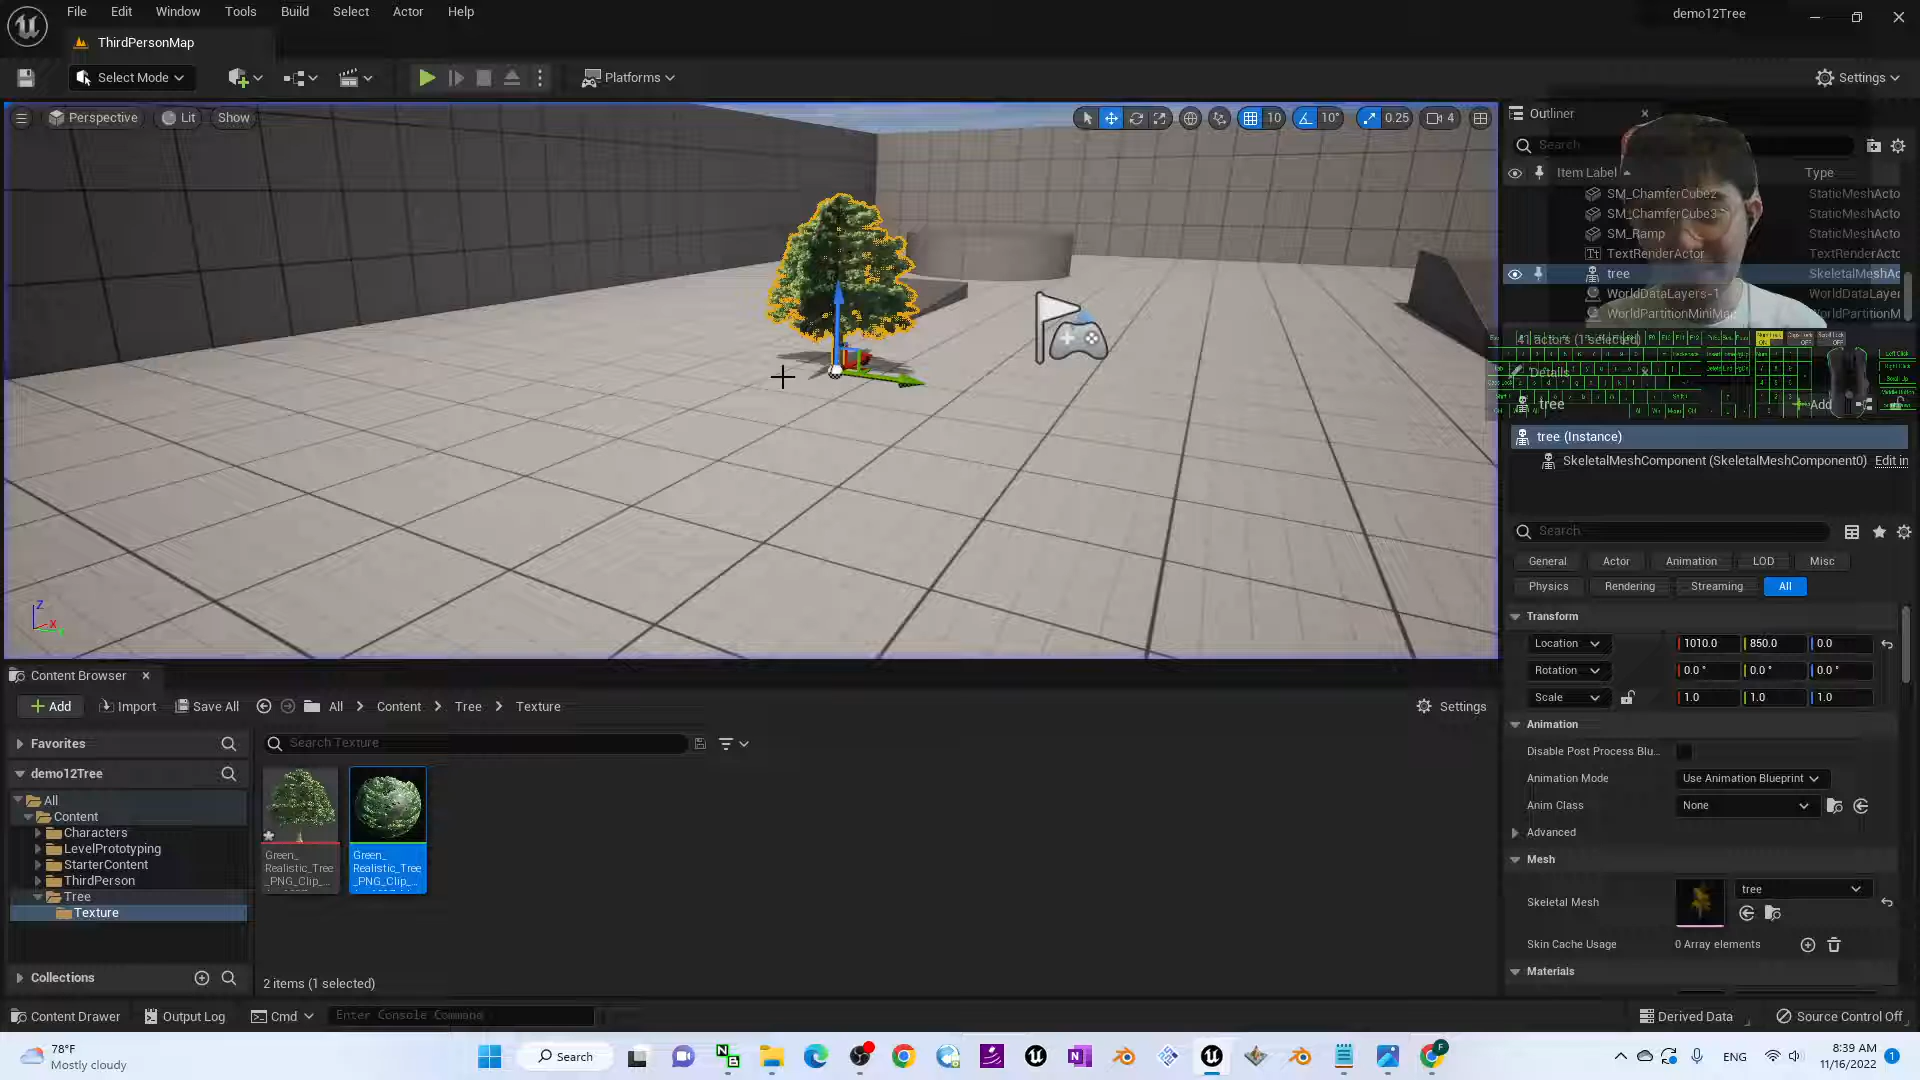 File Edit Window Tools Build Select Actor Help
demo12Tree
ThirdPersonMap
Select Mode
Platforms
Settings
Perspective Lit Show
10 10° 0.25 4
Outliner
Search
Item Label Type
SM_ChamferCube2 StaticMeshActo
SM_ChamferCube3 StaticMeshActo
SM_Ramp StaticMeshActo
TextRenderActor TextRenderActo
tree SkeletalMeshAc
WorldDataLayers-1 WorldDataLayer
WorldPartitionMiniMap WorldPartitionM
41 actors (1 selected)
Details
tree
Add
tree (Instance)
SkeletalMeshComponent (SkeletalMeshComponent0) Edit in
Search
General Actor Animation LOD Misc
Physics Rendering Streaming All
Transform
Location 1010.0 850.0 0.0
Rotation 0.0° 0.0° 0.0°
Scale 1.0 1.0 1.0
Animation
Disable Post Process Blu...
Animation Mode Use Animation Blueprint
Anim Class None
Advanced
Mesh
Skeletal Mesh tree
Skin Cache Usage 0 Array elements
Materials
Z
X
Content Browser
Add Import Save All All Content Tree Texture Settings
Favorites
Search Texture
demo12Tree
All
Content
Characters
LevelPrototyping
StarterContent
ThirdPerson
Tree
Texture
Collections
Green_
Realistic_Tree
_PNG_Clip_...
Green_
Realistic_Tree
_PNG_Clip_...
2 items (1 selected)
Content Drawer Output Log Cmd Enter Console Command
Derived Data Source Control Off
78°F
Mostly cloudy
Search
ENG
8:39 AM
11/16/2022
1